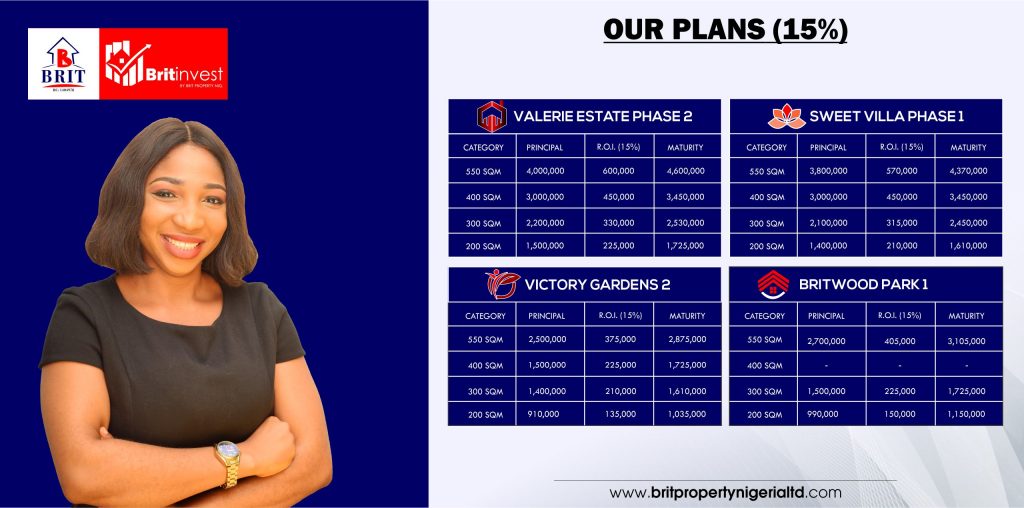 OUR PLANS (15%)
B
BRIT
RC: 1396956
Britinvest
BY BRIT PROPERTY NIG.
VALERIE ESTATE PHASE 2
CATEGORY PRINCIPAL R.O.I. (15%) MATURITY
550 SQM 4,000,000 600,000 4,600,000
400 SQM 3,000,000 450,000 3,450,000
300 SQM 2,200,000 330,000 2,530,000
200 SQM 1,500,000 225,000 1,725,000
SWEET VILLA PHASE 1
CATEGORY PRINCIPAL R.O.I. (15%) MATURITY
550 SQM 3,800,000 570,000 4,370,000
400 SQM 3,000,000 450,000 3,450,000
300 SQM 2,100,000 315,000 2,450,000
200 SQM 1,400,000 210,000 1,610,000
VICTORY GARDENS 2
CATEGORY PRINCIPAL R.O.I. (15%) MATURITY
550 SQM 2,500,000 375,000 2,875,000
400 SQM 1,500,000 225,000 1,725,000
300 SQM 1,400,000 210,000 1,610,000
200 SQM 910,000 135,000 1,035,000
BRITWOOD PARK 1
CATEGORY PRINCIPAL R.O.I. (15%) MATURITY
550 SQM 2,700,000 405,000 3,105,000
400 SQM - - -
300 SQM 1,500,000 225,000 1,725,000
200 SQM 990,000 150,000 1,150,000
www.britpropertynigerialtd.com